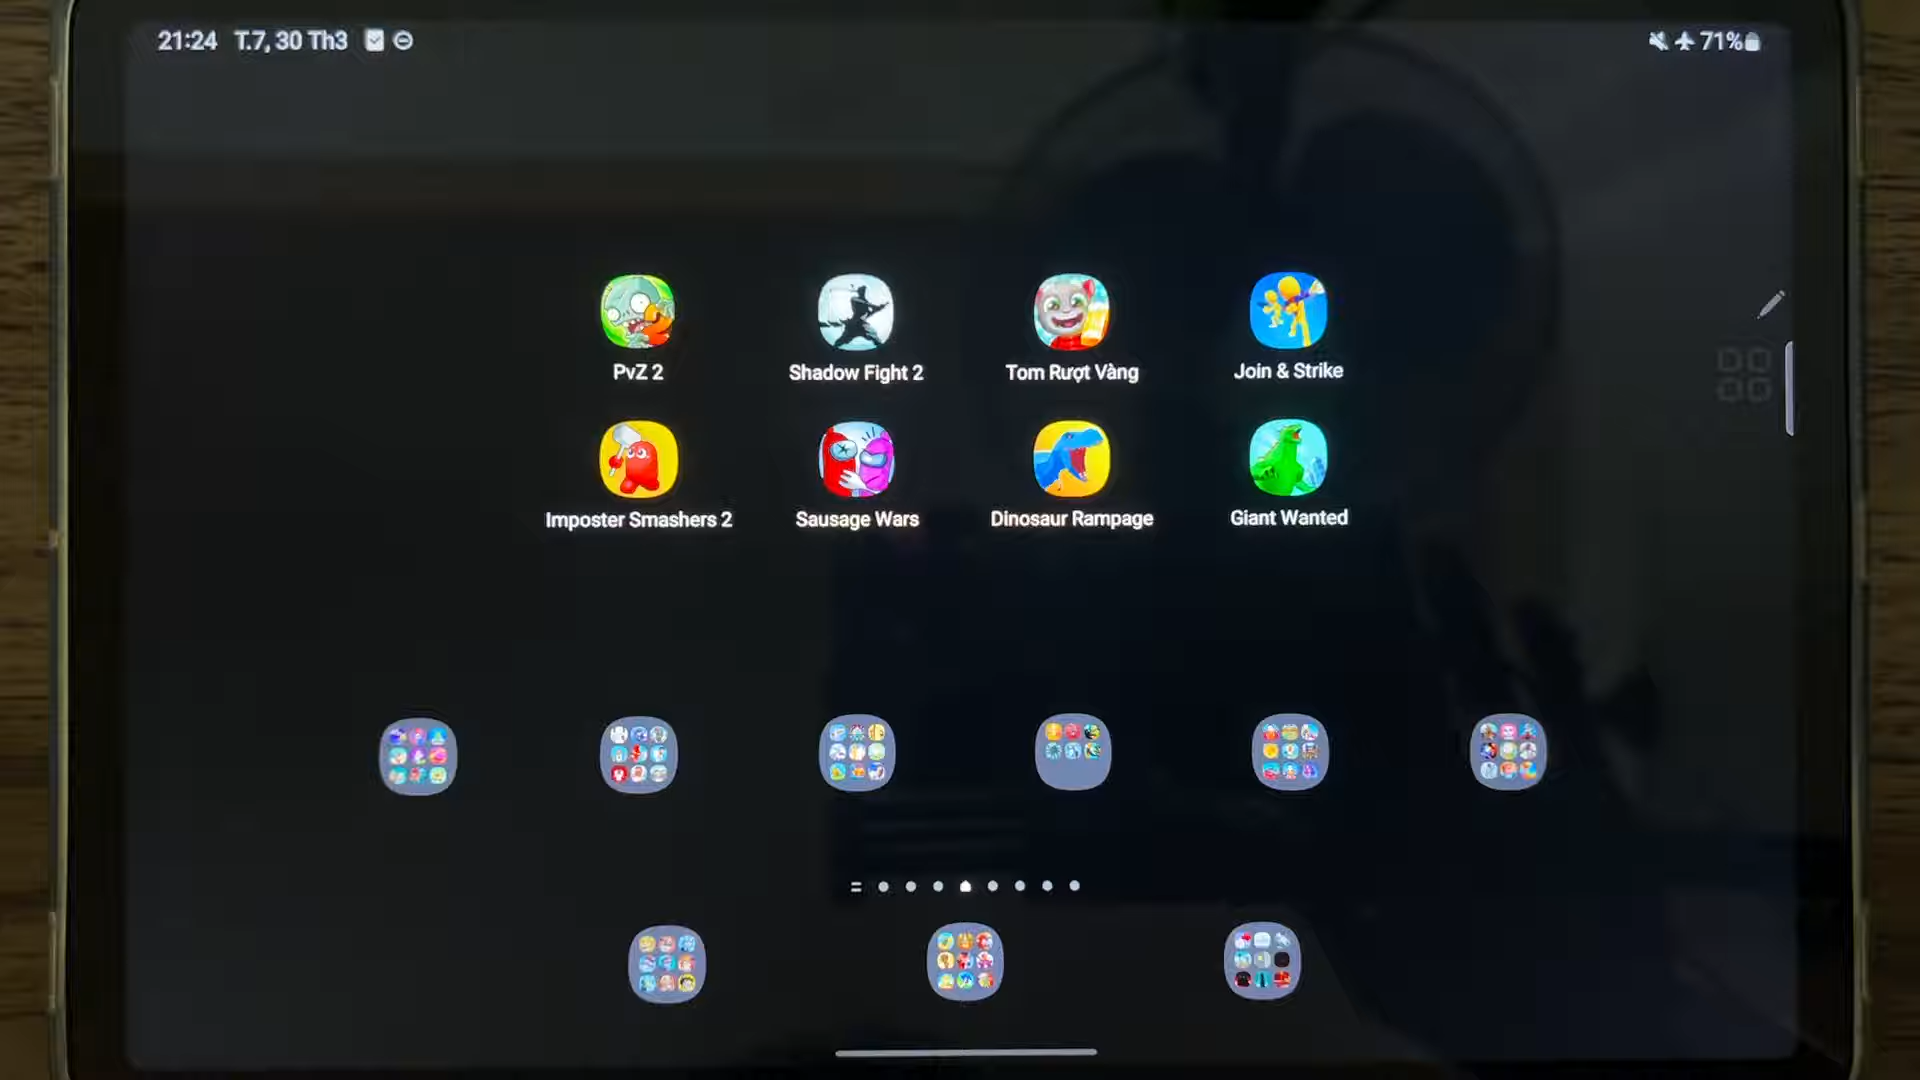 21:24 T.7, 30 Th3
71%
PvZ 2
Shadow Fight 2
Tom Rượt Vàng
Join & Strike
Imposter Smashers 2
Sausage Wars
Dinosaur Rampage
Giant Wanted